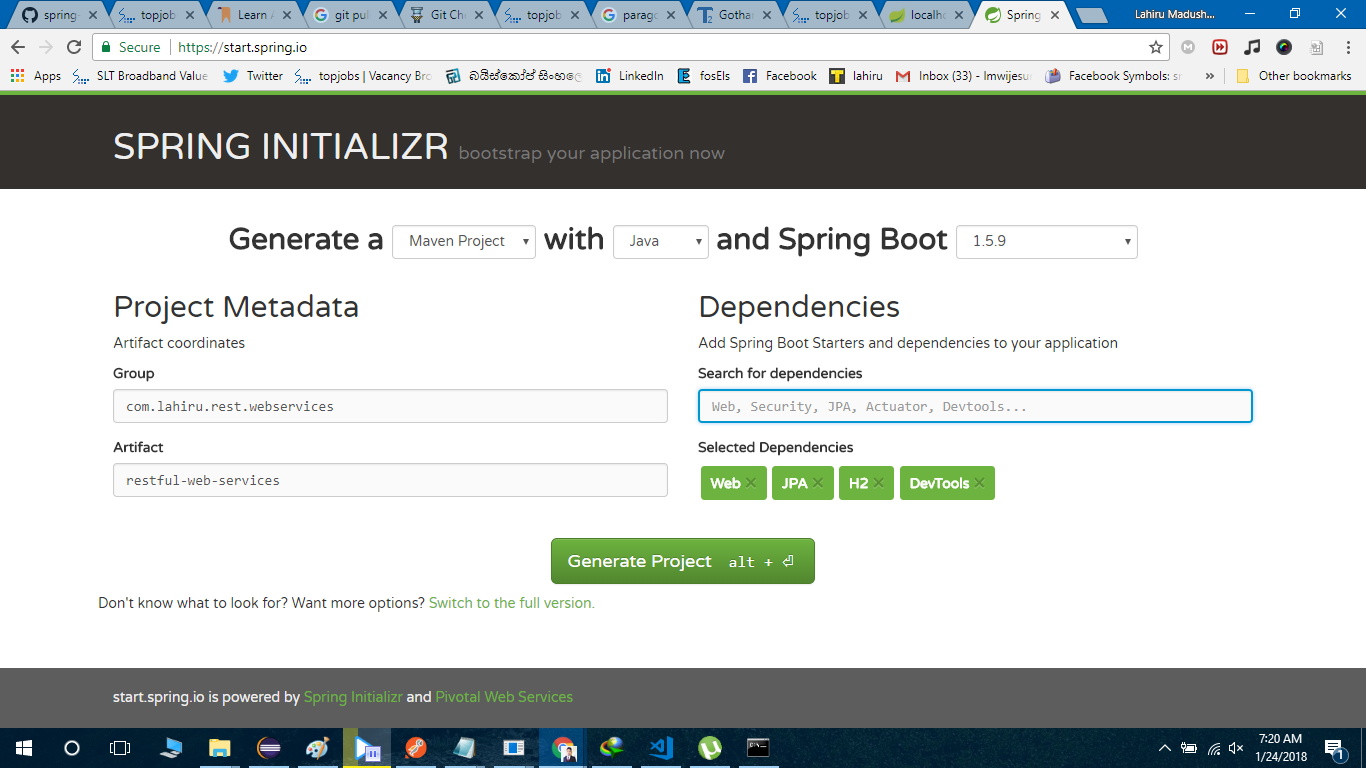 spring- topjob Learn A git pul Git Che topjob parago Gothar topjob localho Spring Lahiru Madush...
Secure https://start.spring.io
Apps SLT Broadband Value Twitter topjobs | Vacancy Bro LinkedIn fosEls Facebook lahiru Inbox (33) - lmwijesu Facebook Symbols: sr » Other bookmarks
SPRING INITIALIZR bootstrap your application now
Generate a Maven Project with Java and Spring Boot 1.5.9
Project Metadata
Artifact coordinates
Group
com.lahiru.rest.webservices
Artifact
restful-web-services
Dependencies
Add Spring Boot Starters and dependencies to your application
Search for dependencies
Web, Security, JPA, Actuator, Devtools...
Selected Dependencies
Web × JPA × H2 × DevTools ×
Generate Project alt + ⏎
Don't know what to look for? Want more options? Switch to the full version.
start.spring.io is powered by Spring Initializr and Pivotal Web Services
7:20 AM
1/24/2018
1